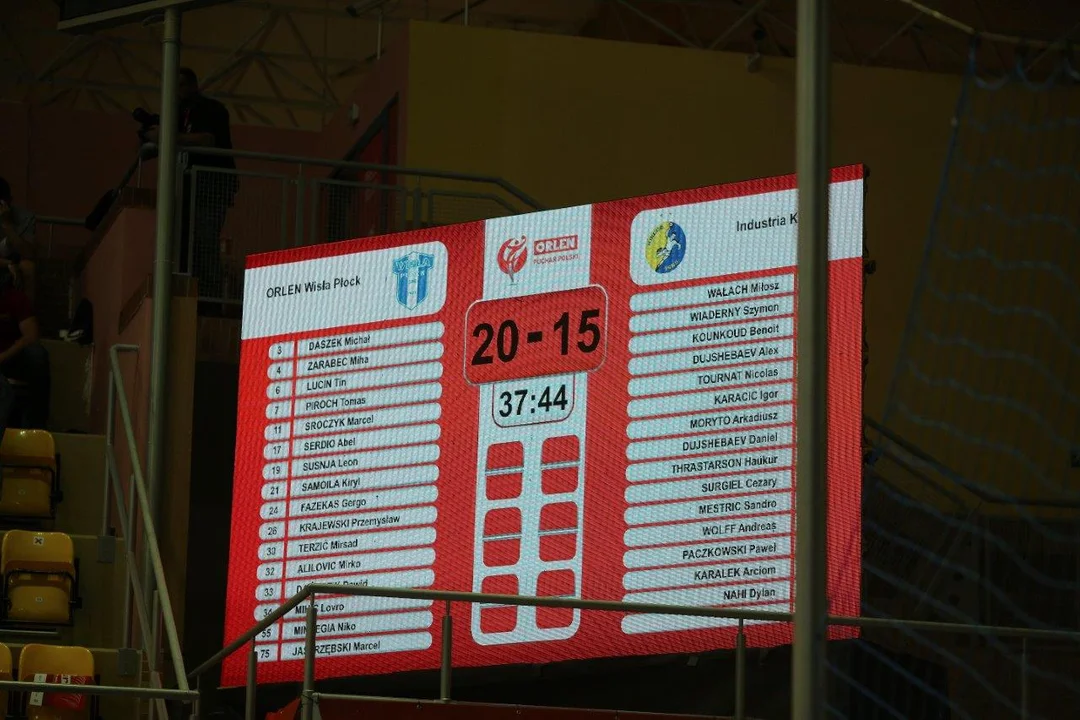 ORLEN Wisła Płock
WISŁA
ORLEN
PUCHAR POLSKI
Industria K
20-15
37:44
3 DASZEK Michał
4 ZARABEC Miha
6 LUCIN Tin
7 PIROCH Tomas
11 SROCZYK Marcel
17 SERDIO Abel
19 SUSNJA Leon
21 SAMOILA Kiryl
24 FAZEKAS Gergo
26 KRAJEWSKI Przemysław
30 TERZIĆ Mirsad
32 ALILOVIC Mirko
33 Dawid
34 Lovro
55 Niko
75 Marcel
WAŁACH Miłosz
WIADERNY Szymon
KOUNKOUD Benoit
DUJSHEBAEV Alex
TOURNAT Nicolas
KARACIC Igor
MORYTO Arkadiusz
DUJSHEBAEV Daniel
THRASTARSON Haukur
SURGIEL Cezary
MESTRIC Sandro
WOLFF Andreas
PACZKOWSKI Paweł
KARALEK Arciom
NAHI Dylan